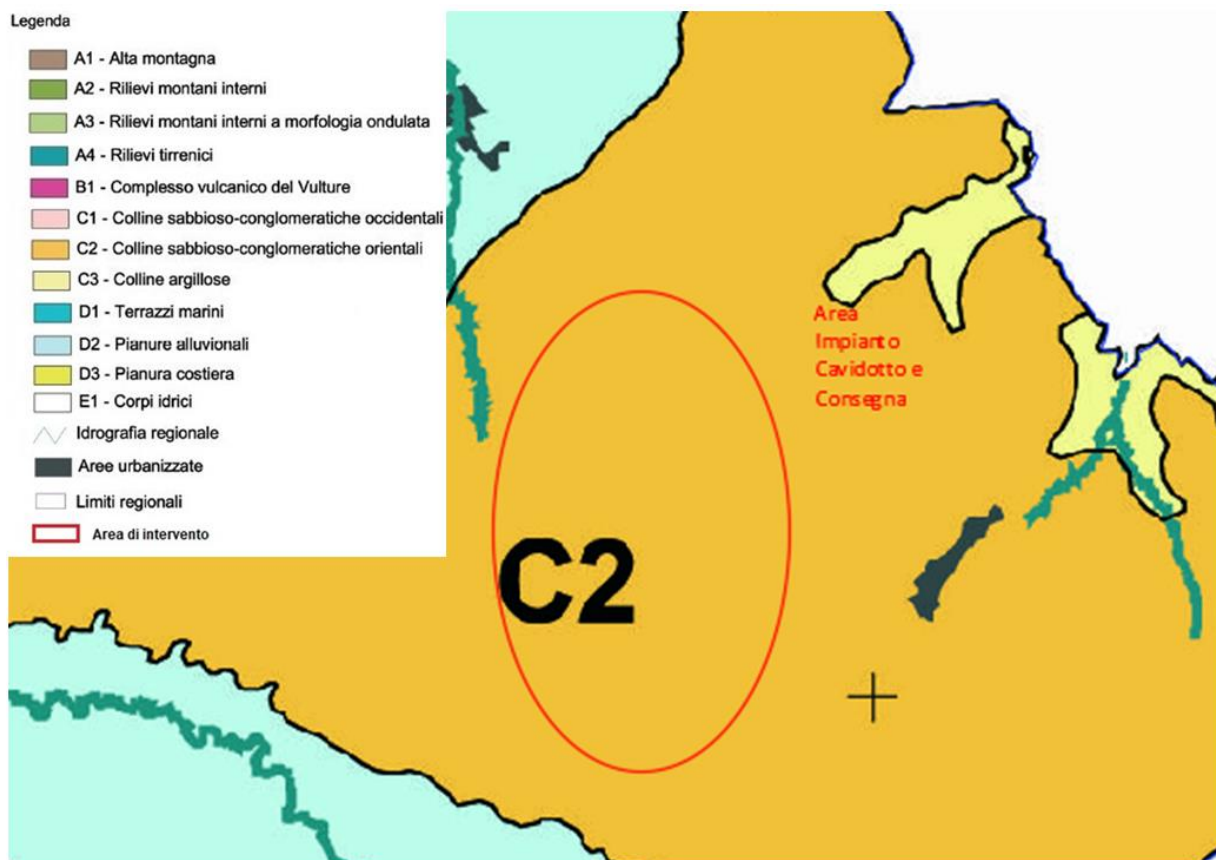 Legenda
A1 - Alta montagna
A2 - Rilievi montani interni
A3 - Rilievi montani interni a morfologia ondulata
A4 - Rilievi tirrenici
B1 - Complesso vulcanico del Vulture
C1 - Colline sabbioso-conglomeratiche occidentali
C2 - Colline sabbioso-conglomeratiche orientali
C3 - Colline argillose
D1 - Terrazzi marini
D2 - Pianure alluvionali
D3 - Pianura costiera
E1 - Corpi idrici
Idrografia regionale
Aree urbanizzate
Limiti regionali
Area di intervento
Area
Impianto
Cavidotto e
Consegna
C2